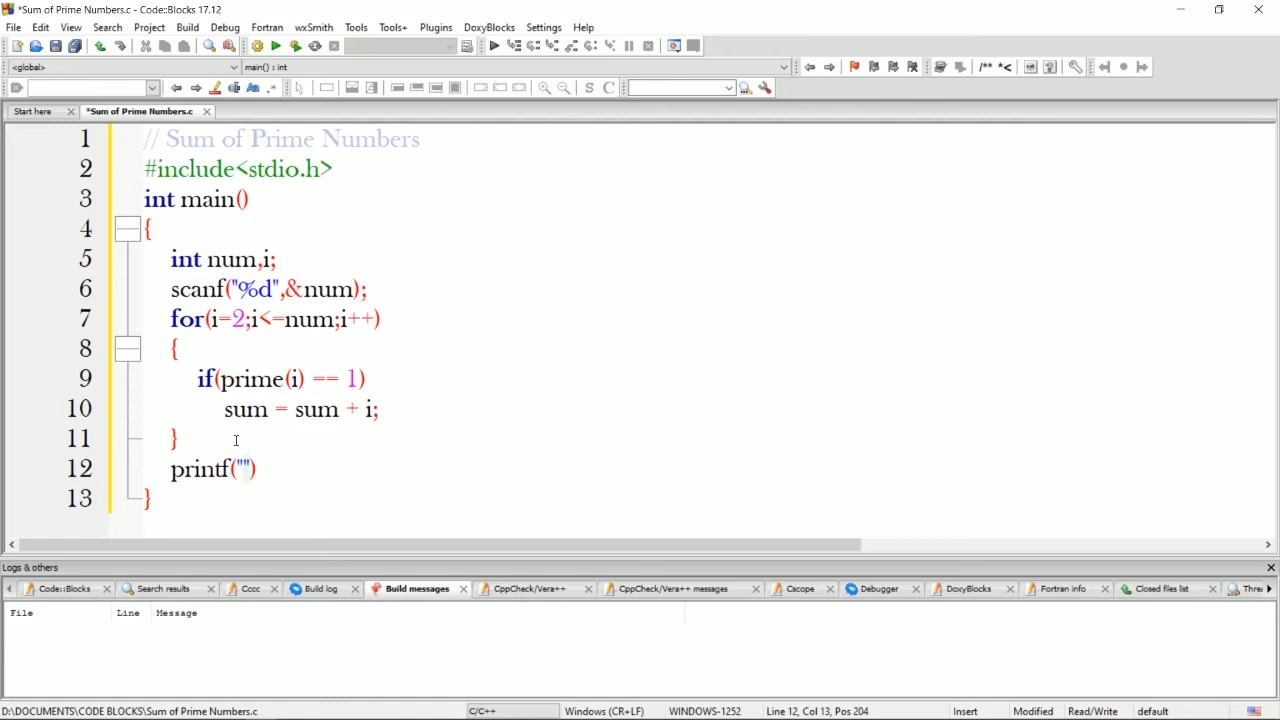 *Sum of Prime Numbers.c - Code::Blocks 17.12
File Edit View Search Project Build Debug Fortran wxSmith Tools Tools+ Plugins DoxyBlocks Settings Help
<global> main() : int
/** *<
S C
Start here *Sum of Prime Numbers.c
1 // Sum of Prime Numbers
2 #include<stdio.h>
3 int main()
4 {
5 int num,i;
6 scanf("%d",&num);
7 for(i=2;i<=num;i++)
8 {
9 if(prime(i) == 1)
10 sum = sum + i;
11 }
12 printf("")
13 }
Logs & others
Code::Blocks Search results Cccc Build log Build messages CppCheck/Vera++ CppCheck/Vera++ messages Cscope Debugger DoxyBlocks Fortran info Closed files list Thre
File Line Message
D:\DOCUMENTS\CODE BLOCKS\Sum of Prime Numbers.c C/C++ Windows (CR+LF) WINDOWS-1252 Line 12, Col 13, Pos 204 Insert Modified Read/Write default